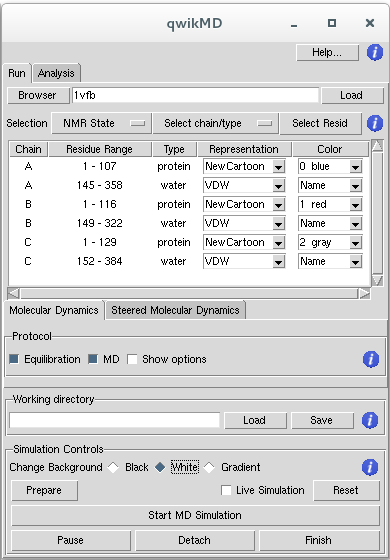 qwikMD
Help...
Run Analysis
Browser 1vfb Load
Selection NMR State Select chain/type Select Resid
Chain Residue Range Type Representation Color
A 1 - 107 protein NewCartoon 0 blue
A 145 - 358 water VDW Name
B 1 - 116 protein NewCartoon 1 red
B 149 - 322 water VDW Name
C 1 - 129 protein NewCartoon 2 gray
C 152 - 384 water VDW Name
Molecular Dynamics Steered Molecular Dynamics
Protocol
Equilibration MD Show options
Working directory
Load Save
Simulation Controls
Change Background Black White Gradient
Prepare Live Simulation Reset
Start MD Simulation
Pause Detach Finish